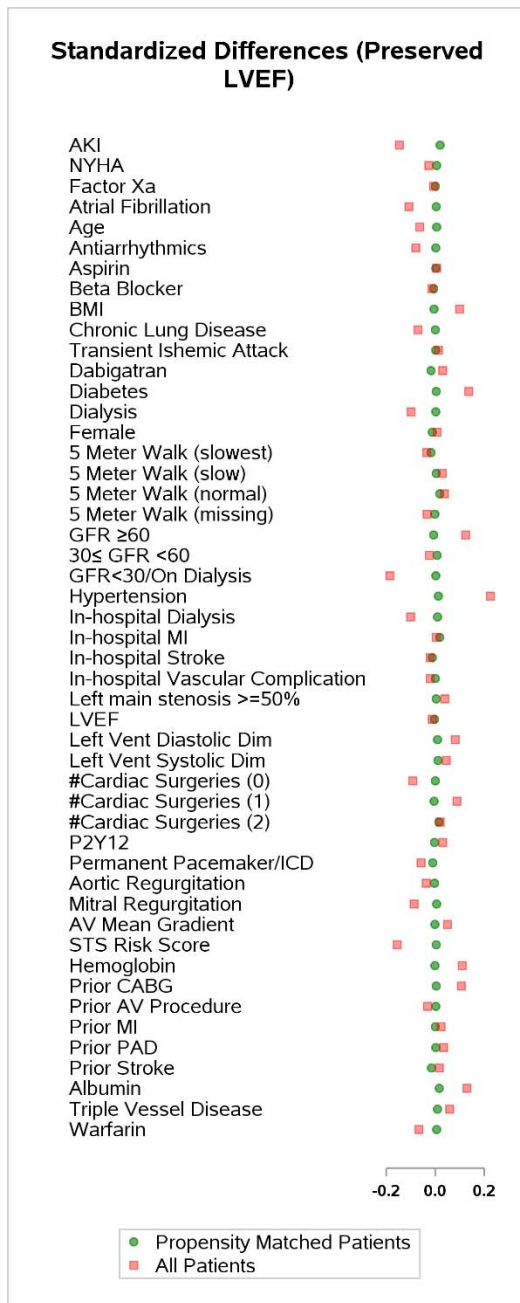 Standardized Differences (Preserved
LVEF)
AKI
NYHA
Factor Xa
Atrial Fibrillation
Age
Antiarrhythmics
Aspirin
Beta Blocker
BMI
Chronic Lung Disease
Transient Ishemic Attack
Dabigatran
Diabetes
Dialysis
Female
5 Meter Walk (slowest)
5 Meter Walk (slow)
5 Meter Walk (normal)
5 Meter Walk (missing)
GFR ≥60
30≤ GFR <60
GFR<30/On Dialysis
Hypertension
In-hospital Dialysis
In-hospital MI
In-hospital Stroke
In-hospital Vascular Complication
Left main stenosis >=50%
LVEF
Left Vent Diastolic Dim
Left Vent Systolic Dim
#Cardiac Surgeries (0)
#Cardiac Surgeries (1)
#Cardiac Surgeries (2)
P2Y12
Permanent Pacemaker/ICD
Aortic Regurgitation
Mitral Regurgitation
AV Mean Gradient
STS Risk Score
Hemoglobin
Prior CABG
Prior AV Procedure
Prior MI
Prior PAD
Prior Stroke
Albumin
Triple Vessel Disease
Warfarin
-0.2 0.0 0.2
Propensity Matched Patients
All Patients